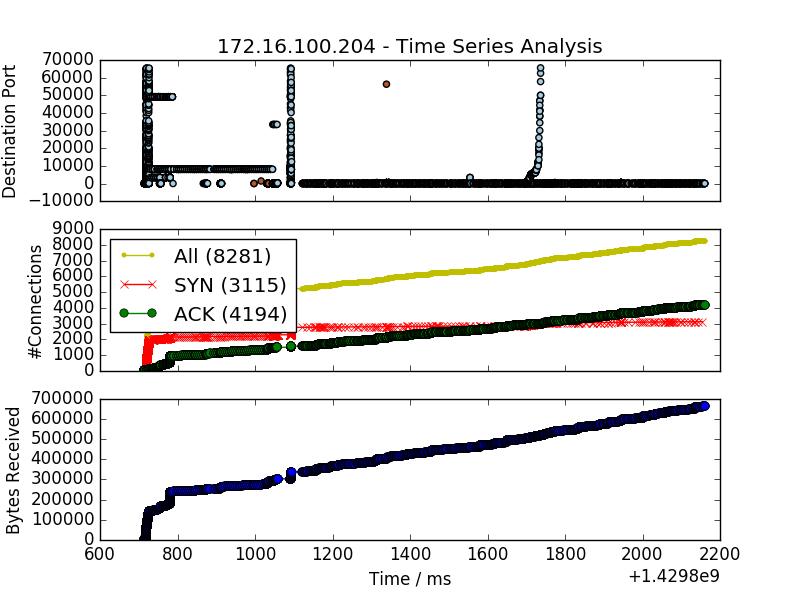 172.16.100.204 - Time Series Analysis
Destination Port
70000
60000
50000
40000
30000
20000
10000
0
−10000
#Connections
9000
8000
7000
6000
5000
4000
3000
2000
1000
0
All (8281)
SYN (3115)
ACK (4194)
Bytes Received
700000
600000
500000
400000
300000
200000
100000
0
600 800 1000 1200 1400 1600 1800 2000 2200
Time / ms
+1.4298e9